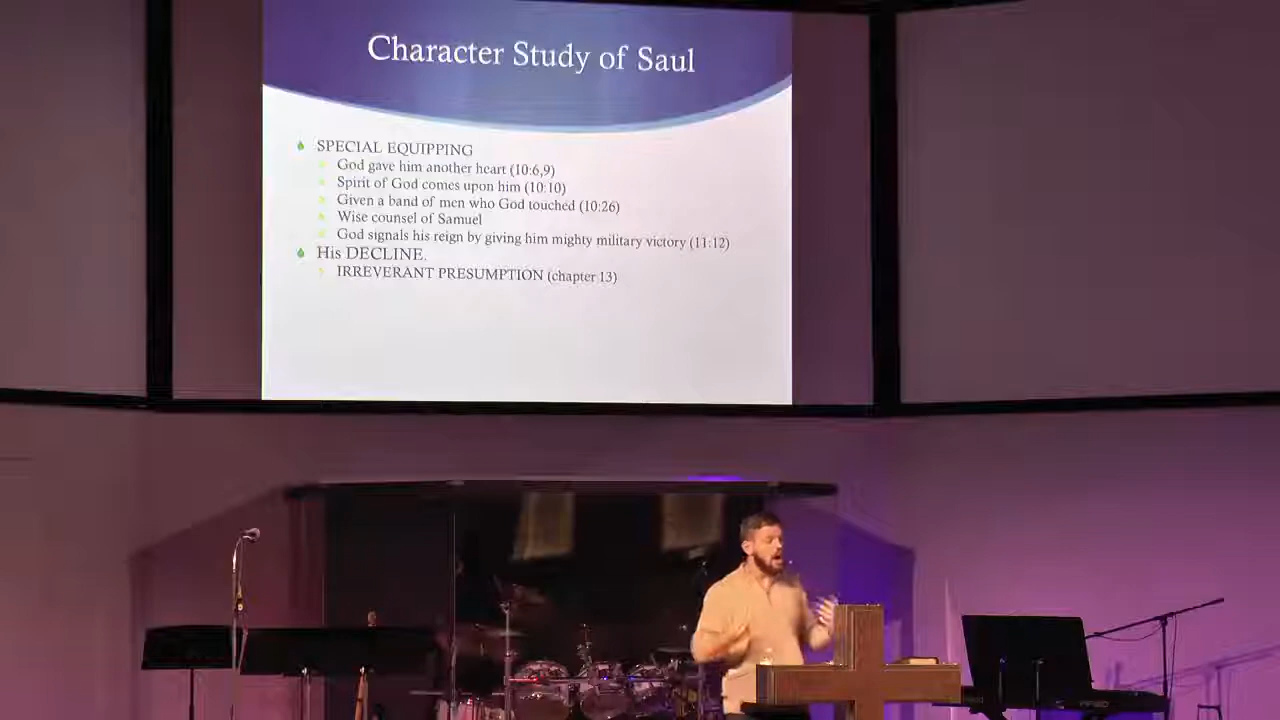 Character Study of Saul
SPECIAL EQUIPPING
God gave him another heart (10:6,9)
Spirit of God comes upon him (10:10)
Given a band of men who God touched (10:26)
Wise counsel of Samuel
God signals his reign by giving him mighty military victory (11:12)
His DECLINE.
IRREVERANT PRESUMPTION (chapter 13)